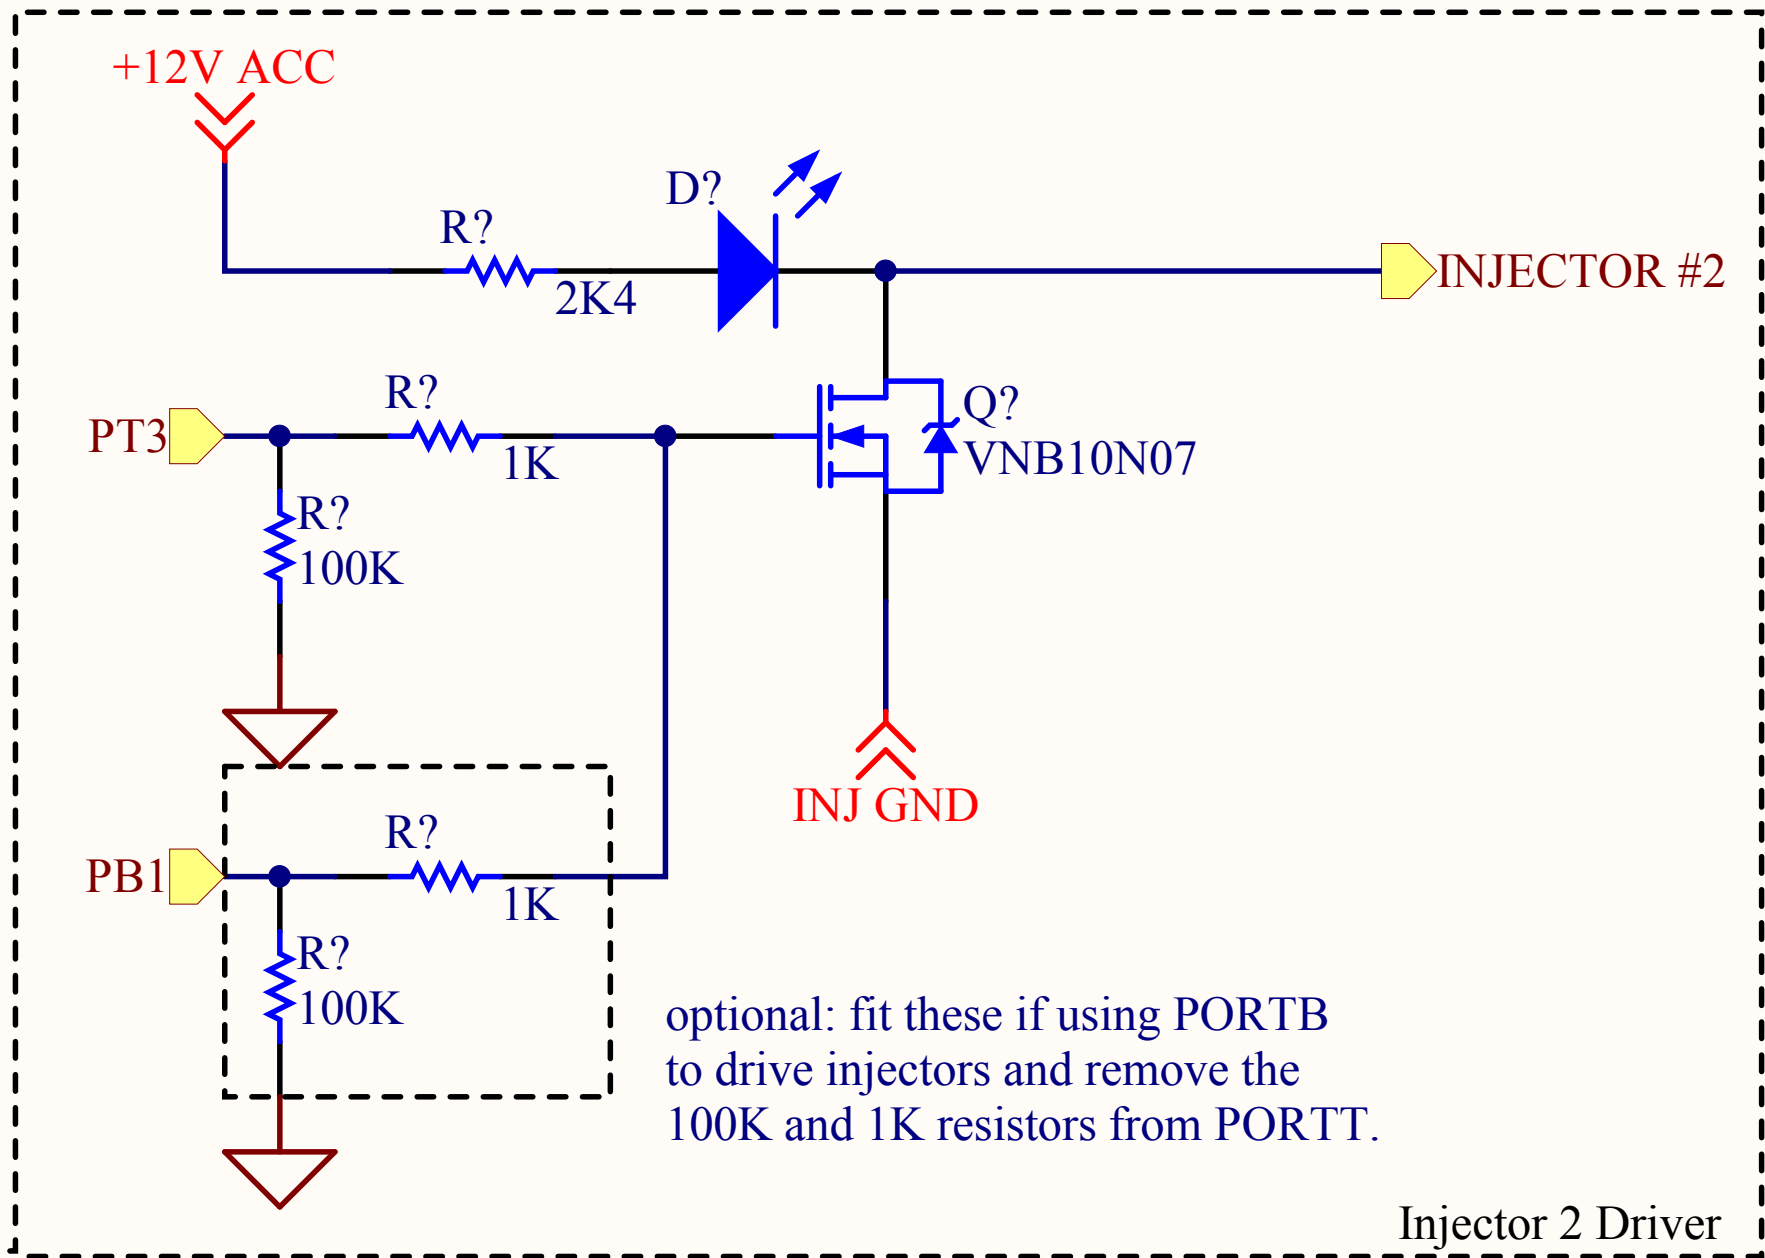 +12V ACC
D?
R?
2K4
INJECTOR #2
R?
1K
PT3
Q?
VNB10N07
R?
100K
INJ GND
R?
1K
PB1
R?
100K
optional: fit these if using PORTB
to drive injectors and remove the
100K and 1K resistors from PORTT.
Injector 2 Driver